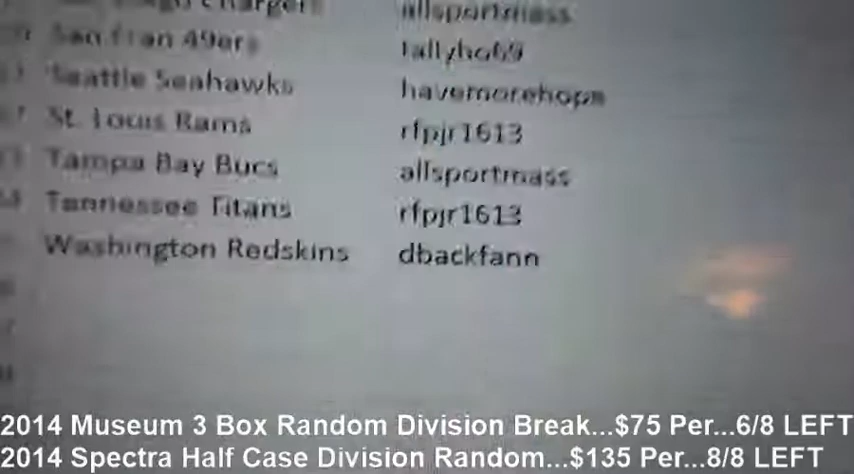 Chargers allsportmass
San Fran 49ers tallyho69
Seattle Seahawks havemorehops
St. Louis Rams rfpjr1613
Tampa Bay Bucs allsportmass
Tennessee Titans rfpjr1613
Washington Redskins dbackfann
2014 Museum 3 Box Random Division Break...$75 Per...6/8 LEFT
2014 Spectra Half Case Division Random...$135 Per...8/8 LEFT